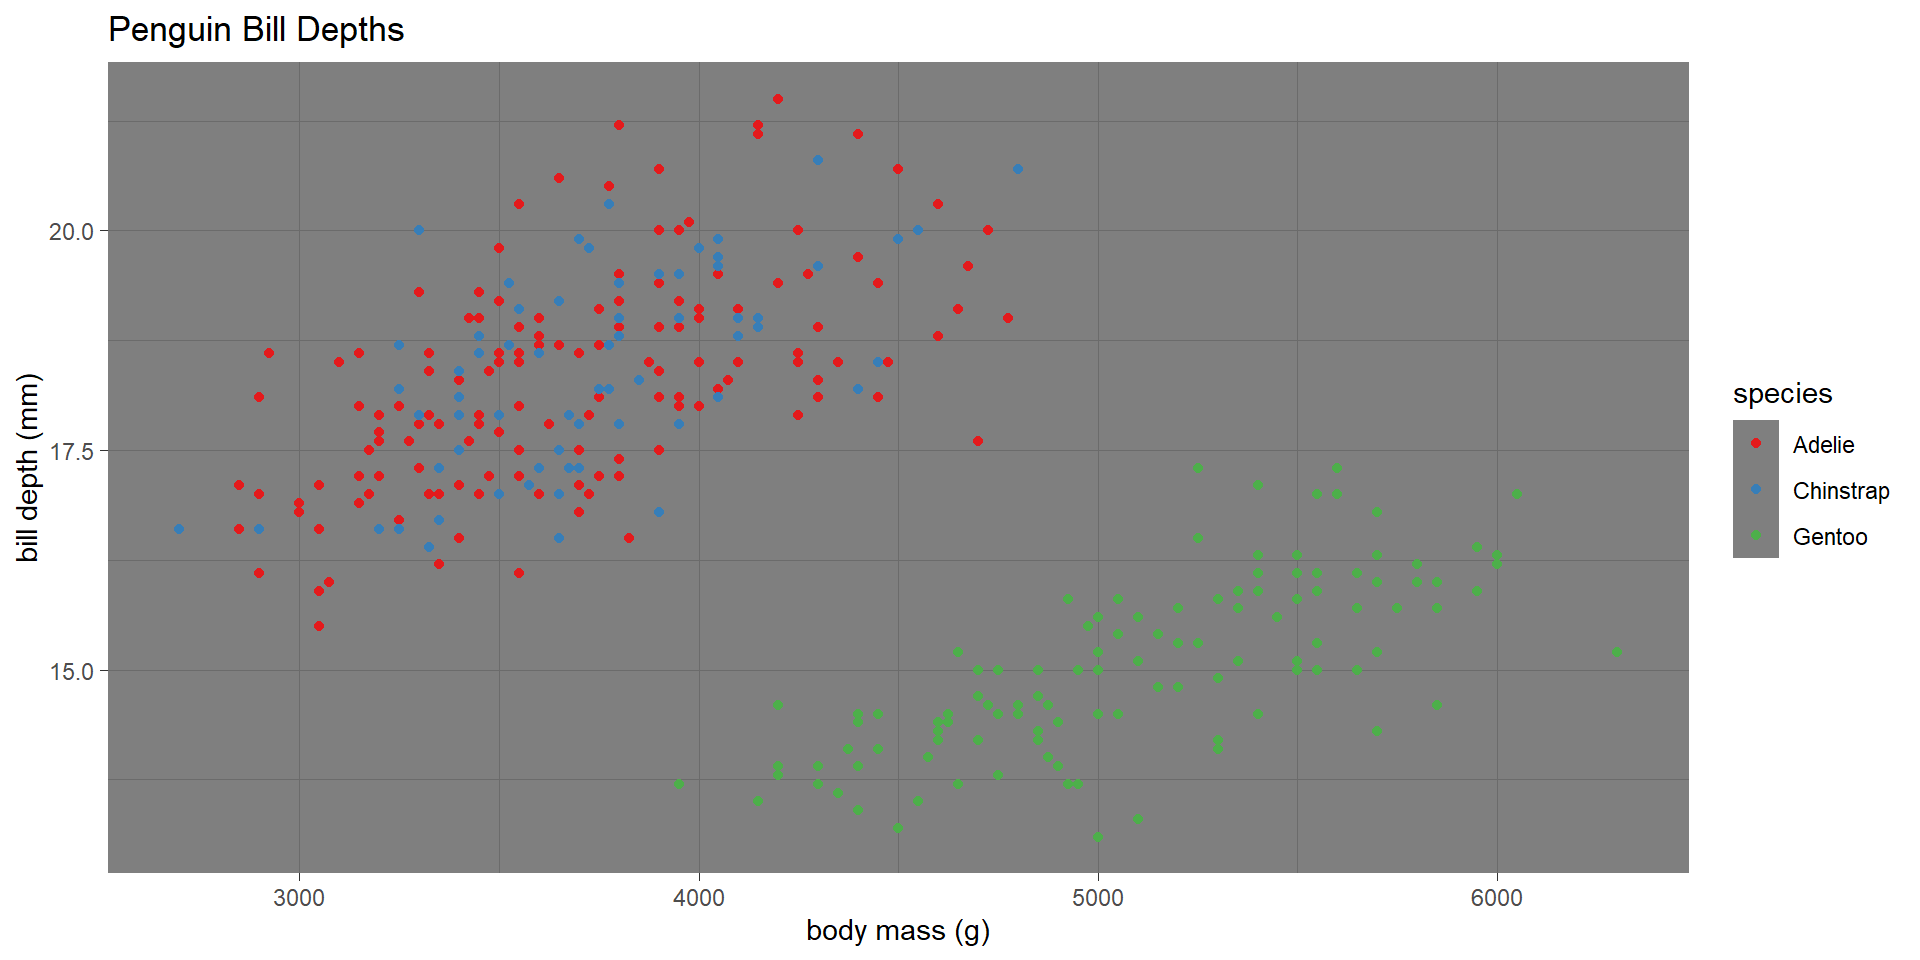 Penguin Bill Depths
bill depth (mm)
20.0
17.5
15.0
3000 4000 5000 6000
body mass (g)
species
Adelie
Chinstrap
Gentoo